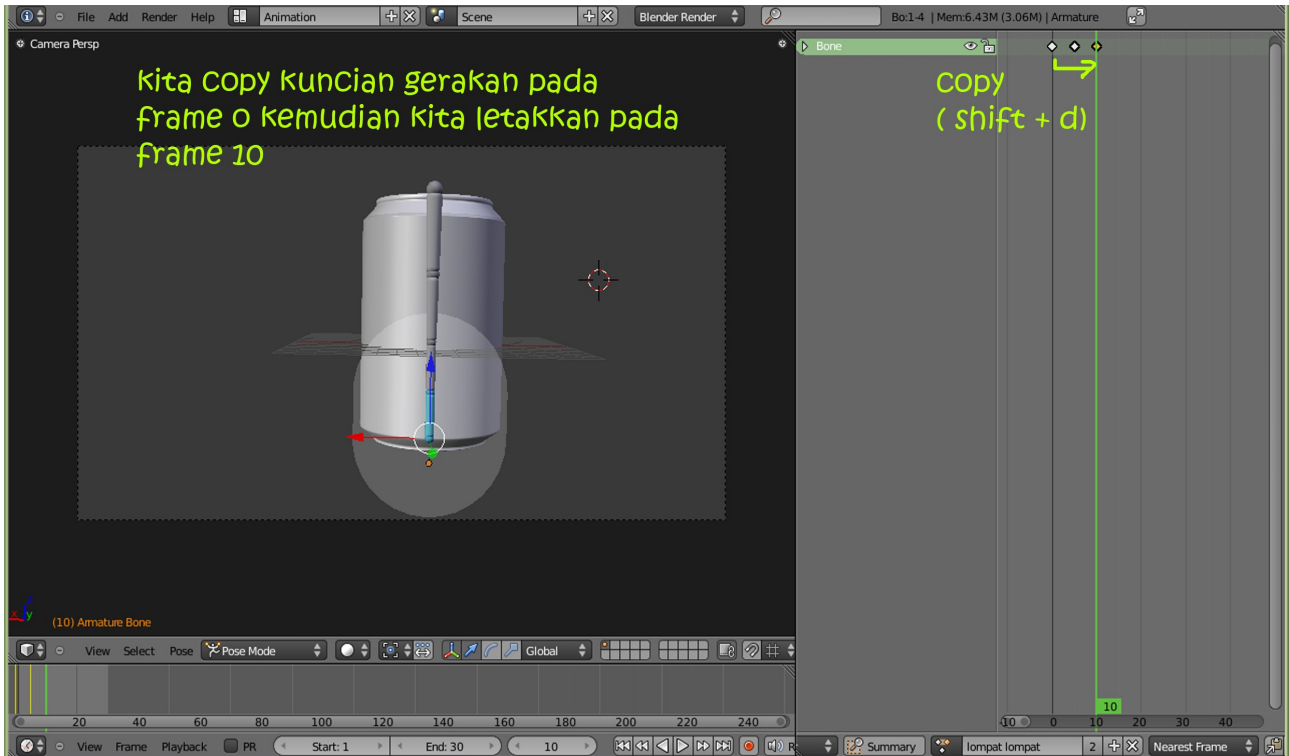 File Add Render Help Animation Scene Blender Render Bo:1-4 | Mem:6.43M (3.06M) | Armature
Camera Persp
Bone
kita copy kuncian gerakan pada
frame 0 kemudian kita letakkan pada
frame 10
copy
( shift + d)
(10) Armature Bone
View Select Pose Pose Mode Global
20 40 60 80 100 120 140 160 180 200 220 240
10
-10 0 10 20 30 40
View Frame Playback PR Start: 1 End: 30 10
Summary lompat lompat 2 Nearest Frame